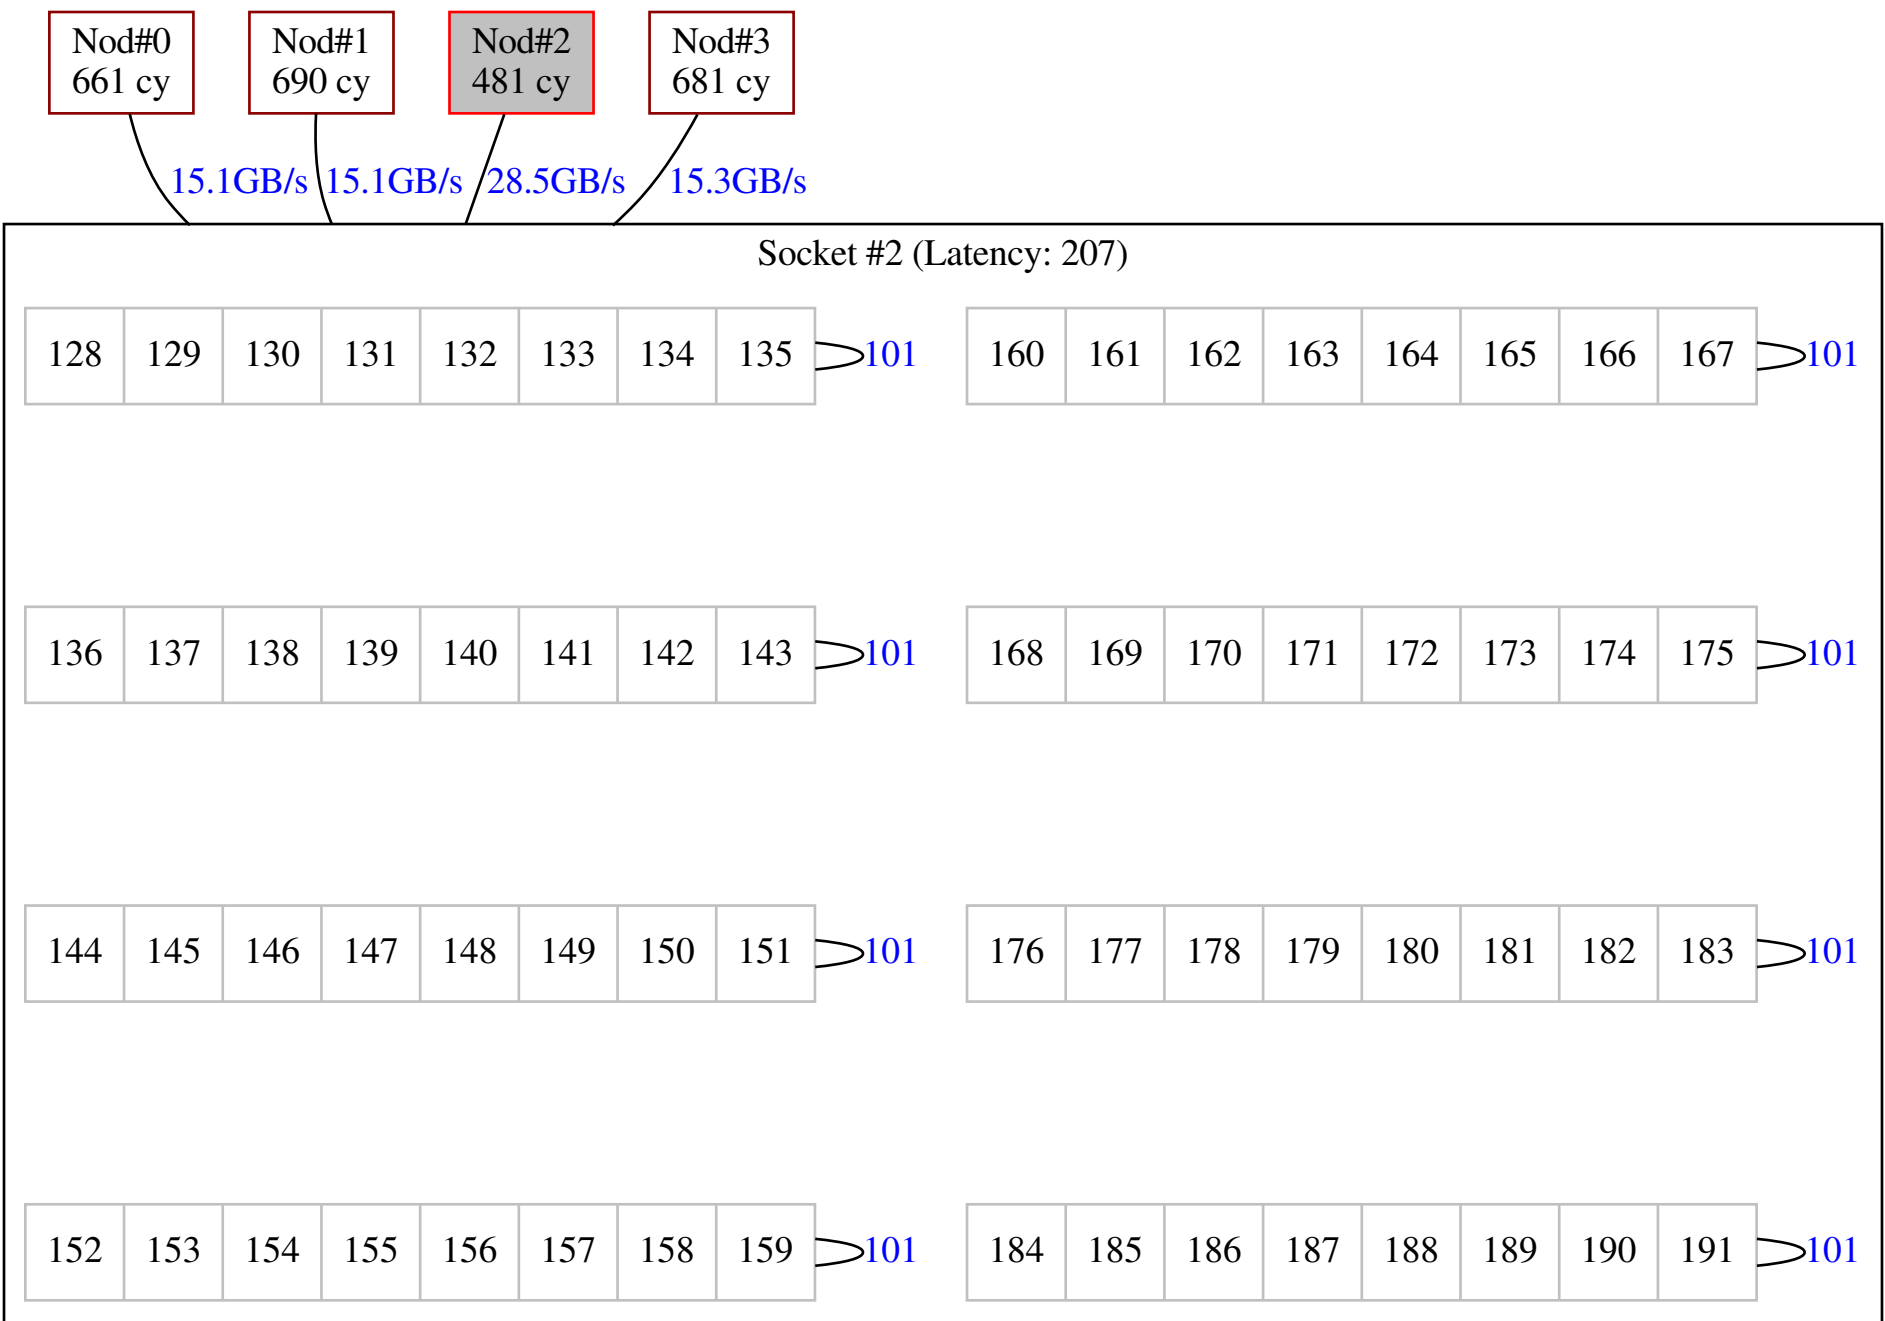 Nod#0 Nod#1 Nod#2 Nod#3
661 cy 690 cy 481 cy 681 cy
15.1GB/s 15.1GB/s 28.5GB/s 15.3GB/s
Socket #2 (Latency: 207)
128 129 130 131 132 133 134 135 101 160 161 162 163 164 165 166 167 101
136 137 138 139 140 141 142 143 101 168 169 170 171 172 173 174 175 101
144 145 146 147 148 149 150 151 101 176 177 178 179 180 181 182 183 101
152 153 154 155 156 157 158 159 101 184 185 186 187 188 189 190 191 101